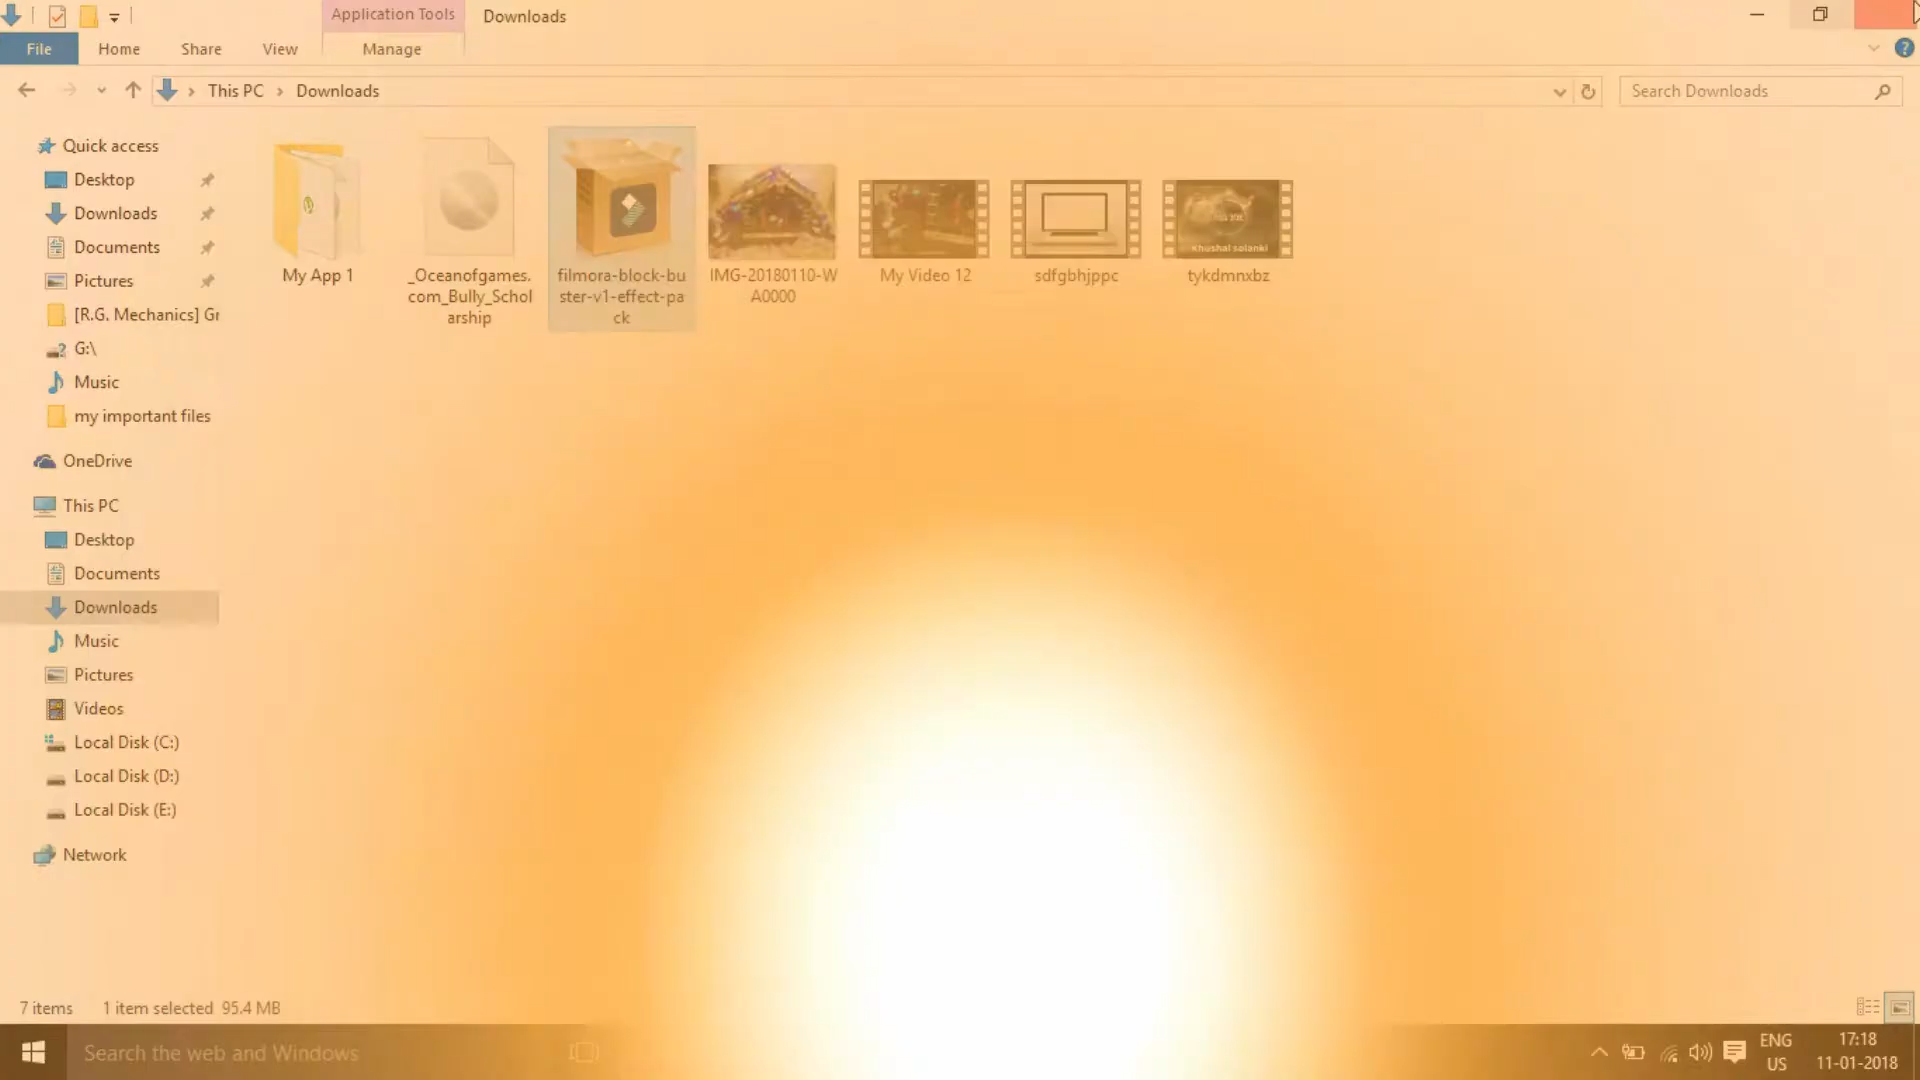 Application Tools
Downloads
File
Home
Share
View
Manage
This PC
Downloads
Search Downloads
Quick access
Desktop
Downloads
Documents
Pictures
[R.G. Mechanics] Gr
G:\
Music
my important files
OneDrive
This PC
Desktop
Documents
Downloads
Music
Pictures
Videos
Local Disk (C:)
Local Disk (D:)
Local Disk (E:)
Network
My App 1
_Oceanofgames.
com_Bully_Schol
arship
filmora-block-bu
ster-v1-effect-pa
ck
IMG-20180110-W
A0000
My Video 12
sdfgbhjppc
Khushal solanki
tykdmnxbz
7 items
1 item selected 95.4 MB
Search the web and Windows
ENG
US
17:18
11-01-2018